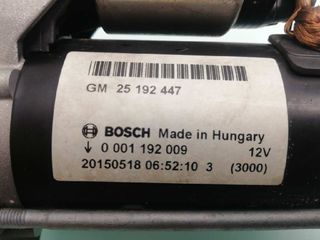 GM 25 192 447
BOSCH Made in Hungary
↓ 0 001 192 009 12V
20150518 06:52:10 3 (3000)